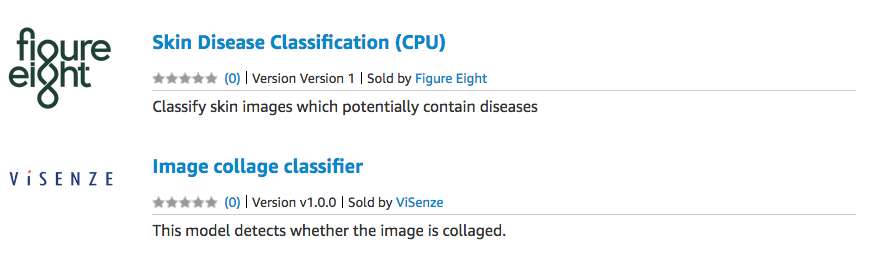 figure
eight
Skin Disease Classification (CPU)
(0) | Version Version 1 | Sold by Figure Eight
Classify skin images which potentially contain diseases
ViSENZE
Image collage classifier
(0) | Version v1.0.0 | Sold by ViSenze
This model detects whether the image is collaged.